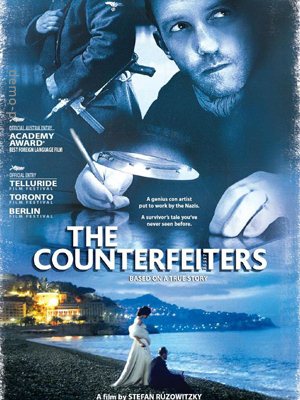 demo-
OFFICIAL AUSTRIA ENTRY
ACADEMY
AWARD®
BEST FOREIGN LANGUAGE FILM
OFFICIAL ENTRY
TELLURIDE
FILM FESTIVAL
TORONTO
FILM FESTIVAL
BERLIN
FILM FESTIVAL
A genius con artist
put to work by the Nazis.
A survivor's tale you've
never seen before.
THE
COUNTERFEITERS
BASED ON A TRUE STORY
A film by STEFAN RUZOWITZKY